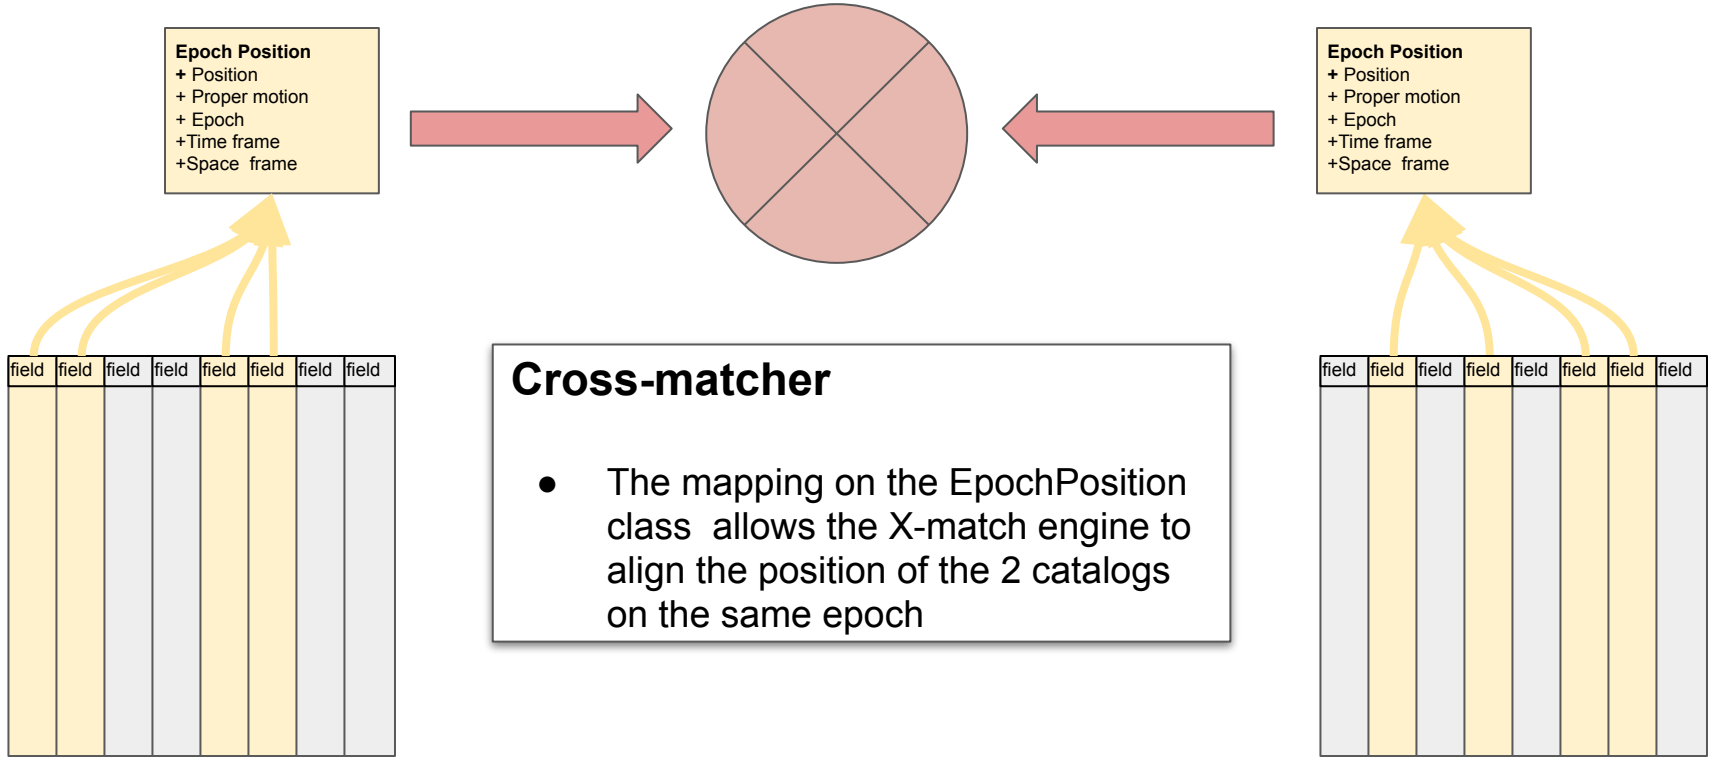 Epoch Position
+ Position
+ Proper motion
+ Epoch
+Time frame
+Space  frame
Epoch Position
+ Position
+ Proper motion
+ Epoch
+Time frame
+Space  frame
field field field field field field field field
field field field field field field field field
Cross-matcher
● The mapping on the EpochPosition
class  allows the X-match engine to
align the position of the 2 catalogs
on the same epoch